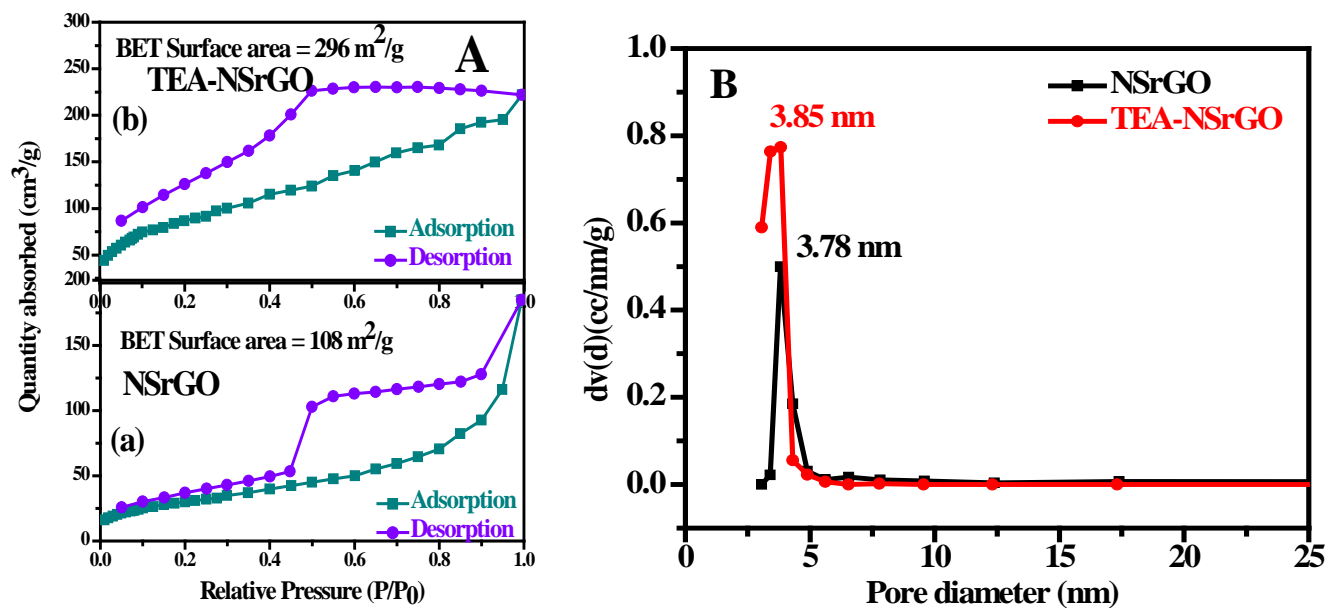 A
BET Surface area = 296 m²/g
TEA-NSrGO
(b)
Adsorption
Desorption
300
250
200
150
100
50
200
0.0 0.2 0.4 0.6 0.8 1.0
BET Surface area = 108 m²/g
NSrGO
(a)
Adsorption
Desorption
150
100
50
0
0.0 0.2 0.4 0.6 0.8 1.0
Quantity absorbed (cm³/g)
Relative Pressure (P/P₀)
B
NSrGO
TEA-NSrGO
3.85 nm
3.78 nm
1.0
0.8
0.6
0.4
0.2
0.0
0 5 10 15 20 25
dv(d)(cc/nm/g)
Pore diameter (nm)